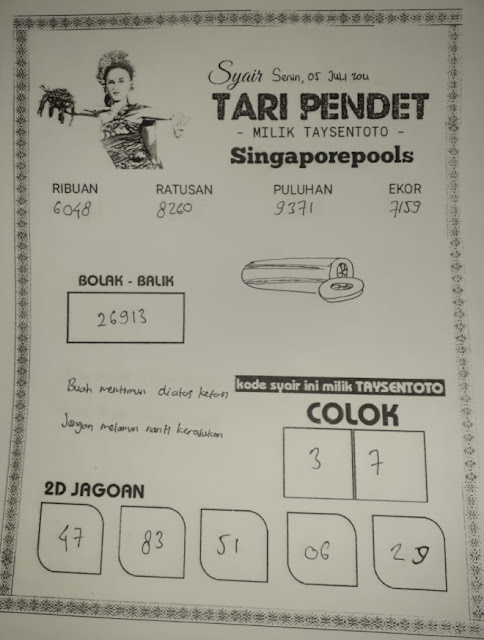 Syair Senin, 05 Juli 2011
TARI PENDET
- MILIK TAYSENTOTO -
Singaporepools
RIBUAN RATUSAN PULUHAN EKOR
6048 8260 9371 7159
BOLAK - BALIK
26913
Buah mentimun diatas ketan
kode syair ini milik TAYSENTOTO
Jangan melamun nanti kerasukan
COLOK
3 7
2D JAGOAN
47 83 51 06 29